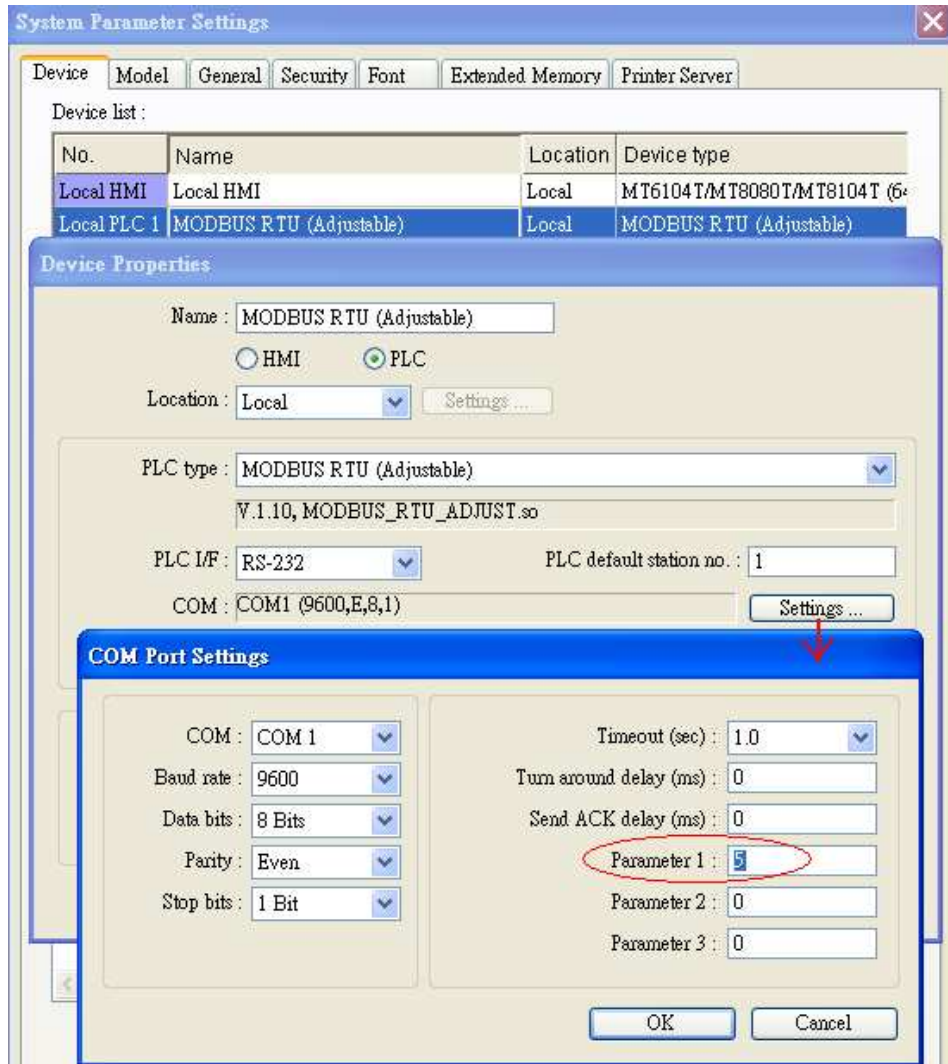 System Parameter Settings
Device Model General Security Font Extended Memory Printer Server
Device list :
No. Name Location Device type
Local HMI Local HMI Local MT6104T/MT8080T/MT8104T (64
Local PLC 1 MODBUS RTU (Adjustable) Local MODBUS RTU (Adjustable)
Device Properties
Name : MODBUS RTU (Adjustable)
HMI PLC
Location : Local Settings ...
PLC type : MODBUS RTU (Adjustable)
V.1.10, MODBUS_RTU_ADJUST.so
PLC I/F : RS-232 PLC default station no. : 1
COM : COM1 (9600,E,8,1) Settings ...
COM Port Settings
COM : COM 1 Timeout (sec) : 1.0
Baud rate : 9600 Turn around delay (ms) : 0
Data bits : 8 Bits Send ACK delay (ms) : 0
Parity : Even Parameter 1 : 5
Stop bits : 1 Bit Parameter 2 : 0
Parameter 3 : 0
OK Cancel